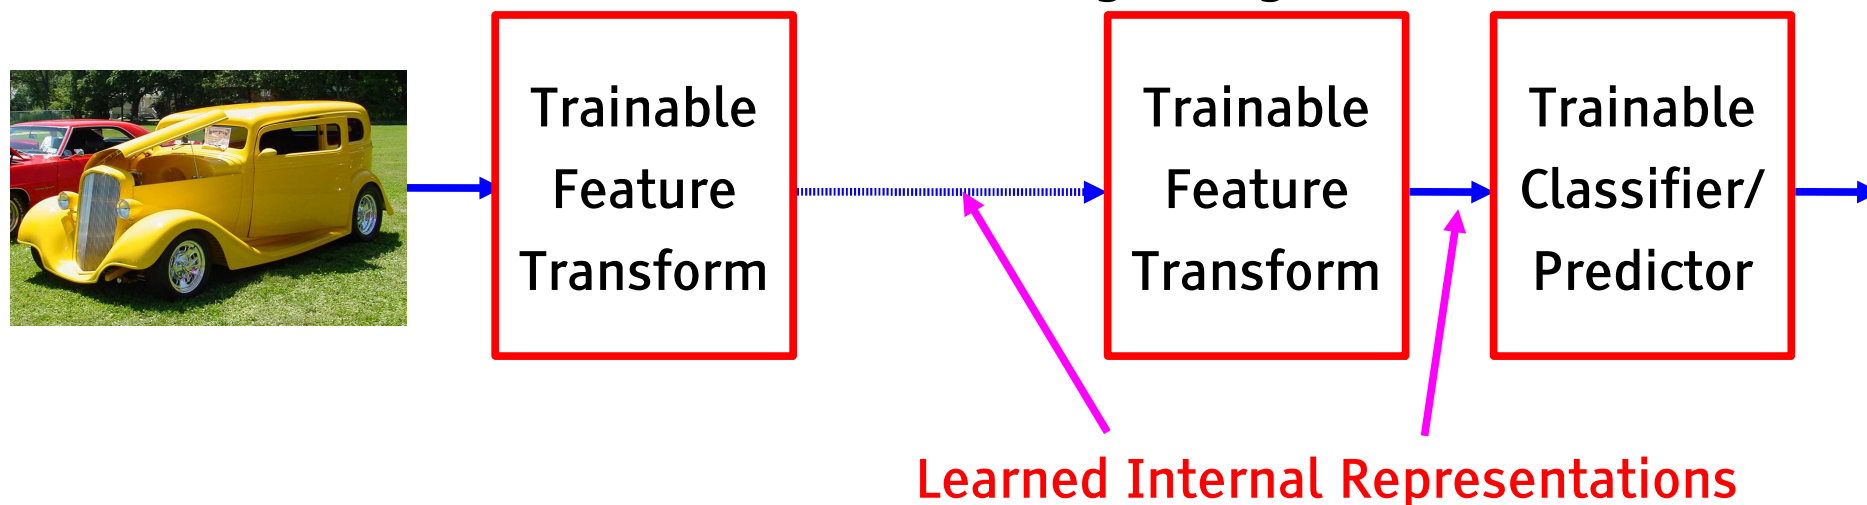 Trainable
Feature
Transform
Trainable
Feature
Transform
Trainable
Classifier/
Predictor
Learned Internal Representations